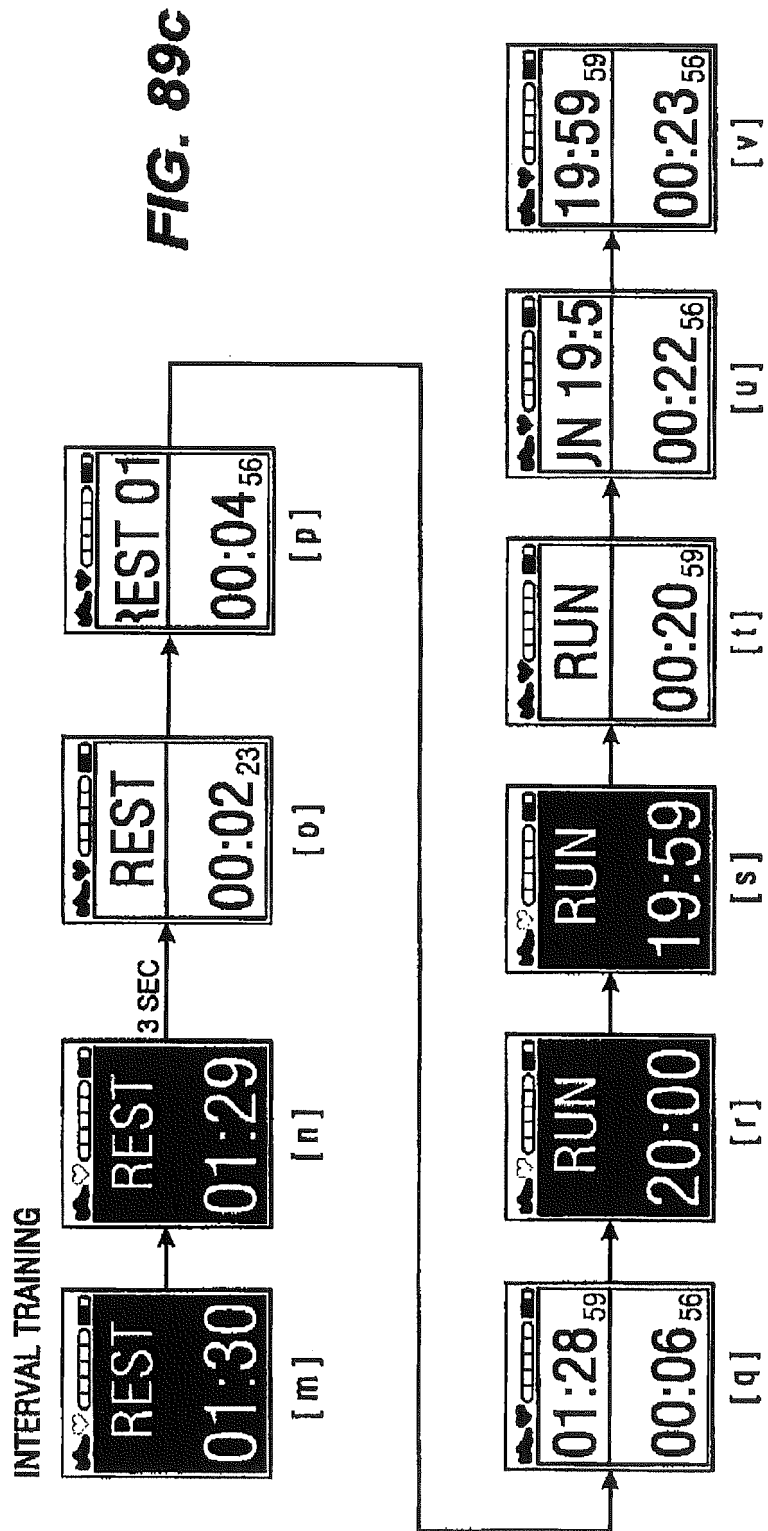 FIG. 89c
INTERVAL TRAINING
REST
01:30
[m]
REST
01:29
[n]
3 SEC
REST
00:02 23
[o]
REST 01
00:04 56
[p]
01:28 59
00:06 56
[q]
RUN
20:00
[r]
RUN
19:59
[s]
RUN
00:20 59
[t]
UN 19:5
00:22 56
[u]
19:59 59
00:23 56
[v]